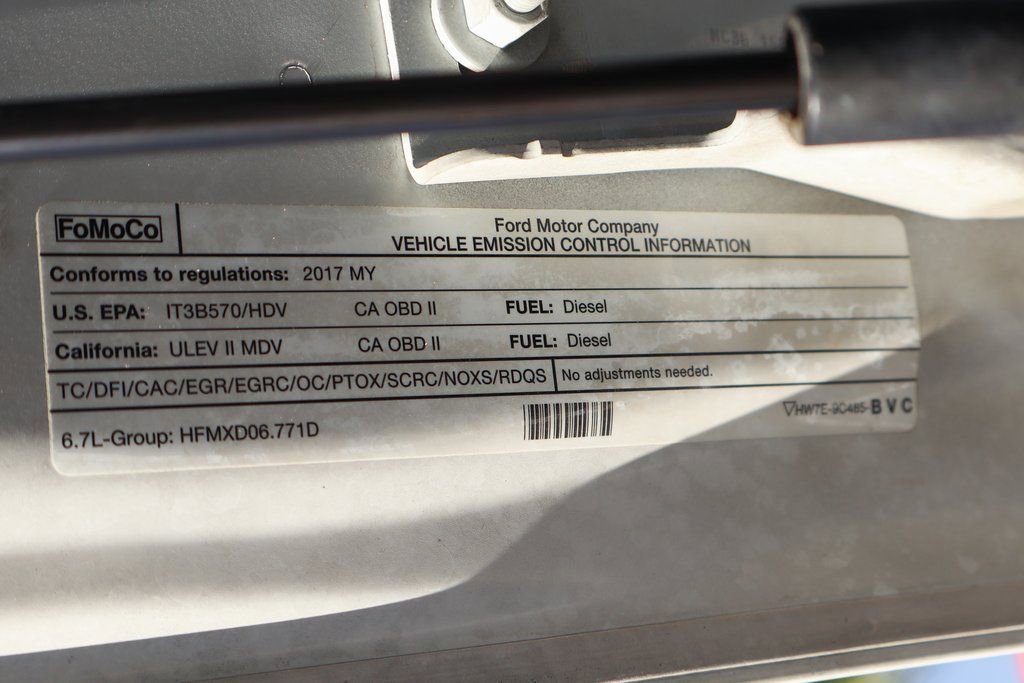 FoMoCo
Ford Motor Company
VEHICLE EMISSION CONTROL INFORMATION
Conforms to regulations: 2017 MY
U.S. EPA: IT3B570/HDV CA OBD II FUEL: Diesel
California: ULEV II MDV CA OBD II FUEL: Diesel
TC/DFI/CAC/EGR/EGRC/OC/PTOX/SCRC/NOXS/RDQS No adjustments needed.
6.7L-Group: HFMXD06.771D
HW7E-9C485-B V C